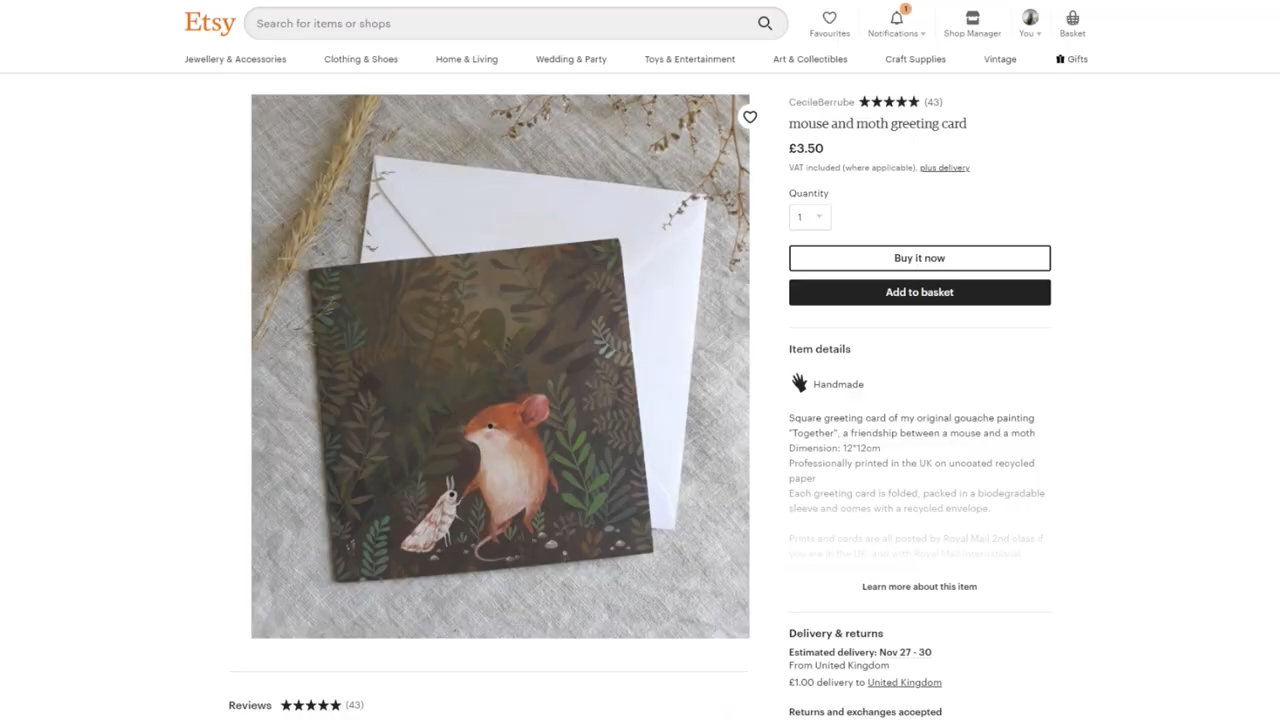 Etsy
Search for items or shops
Favourites
1
Notifications
Shop Manager
You
Basket
Jewellery & Accessories
Clothing & Shoes
Home & Living
Wedding & Party
Toys & Entertainment
Art & Collectibles
Craft Supplies
Vintage
Gifts
CecileBerrube ★★★★★ (43)
mouse and moth greeting card
£3.50
VAT included (where applicable), plus delivery
Quantity
1
Buy it now
Add to basket
Item details
Handmade
Square greeting card of my original gouache painting
"Together", a friendship between a mouse and a moth
Dimension: 12*12cm
Professionally printed in the UK on uncoated recycled
paper
Each greeting card is folded, packed in a biodegradable
sleeve and comes with a recycled envelope.
Prints and cards are all posted by Royal Mail 2nd class if
you are in the UK, and with Royal Mail International
Learn more about this item
Delivery & returns
Estimated delivery: Nov 27 - 30
From United Kingdom
£1.00 delivery to United Kingdom
Returns and exchanges accepted
Reviews ★★★★★ (43)